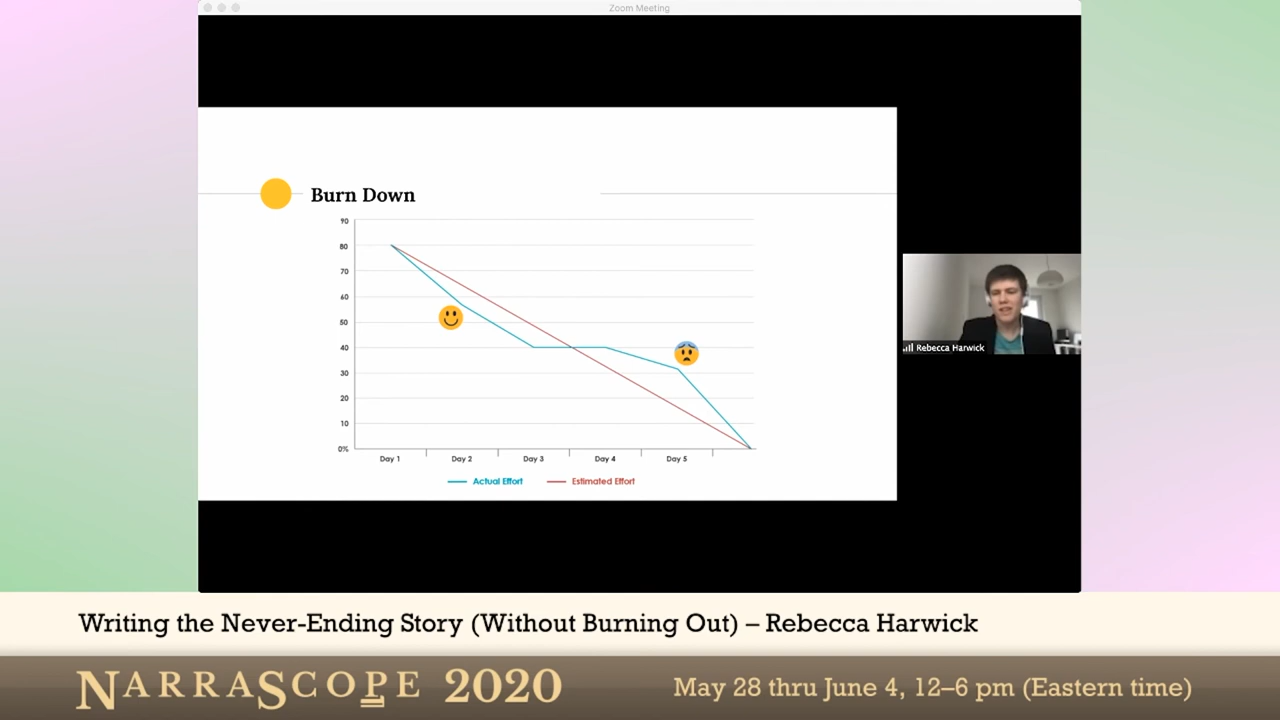 Zoom Meeting
Burn Down
90
80
70
60
50
40
30
20
10
0%
Day 1 Day 2 Day 3 Day 4 Day 5
Actual Effort Estimated Effort
Rebecca Harwick
Writing the Never-Ending Story (Without Burning Out) – Rebecca Harwick
NARRASCOPE 2020
May 28 thru June 4, 12–6 pm (Eastern time)